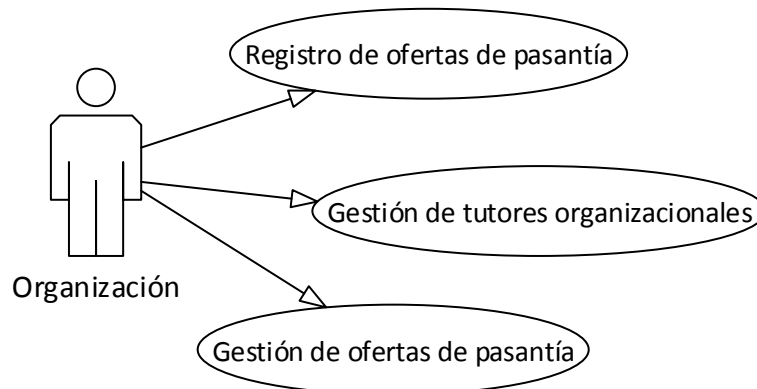 Registro de ofertas de pasantía
Gestión de tutores organizacionales
Organización
Gestión de ofertas de pasantía